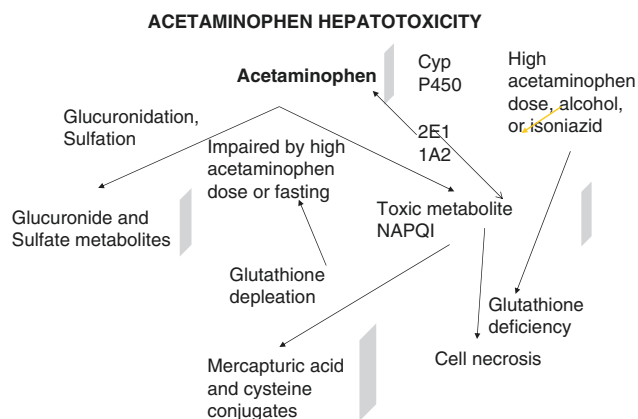 ACETAMINOPHEN HEPATOTOXICITY
Acetaminophen
Cyp
P450
High
acetaminophen
dose, alcohol,
or isoniazid
Glucuronidation,
Sulfation
2E1
1A2
Impaired by high
acetaminophen
dose or fasting
Glucuronide and
Sulfate metabolites
Toxic metabolite
NAPQI
Glutathione
depleation
Glutathione
deficiency
Cell necrosis
Mercapturic acid
and cysteine
conjugates